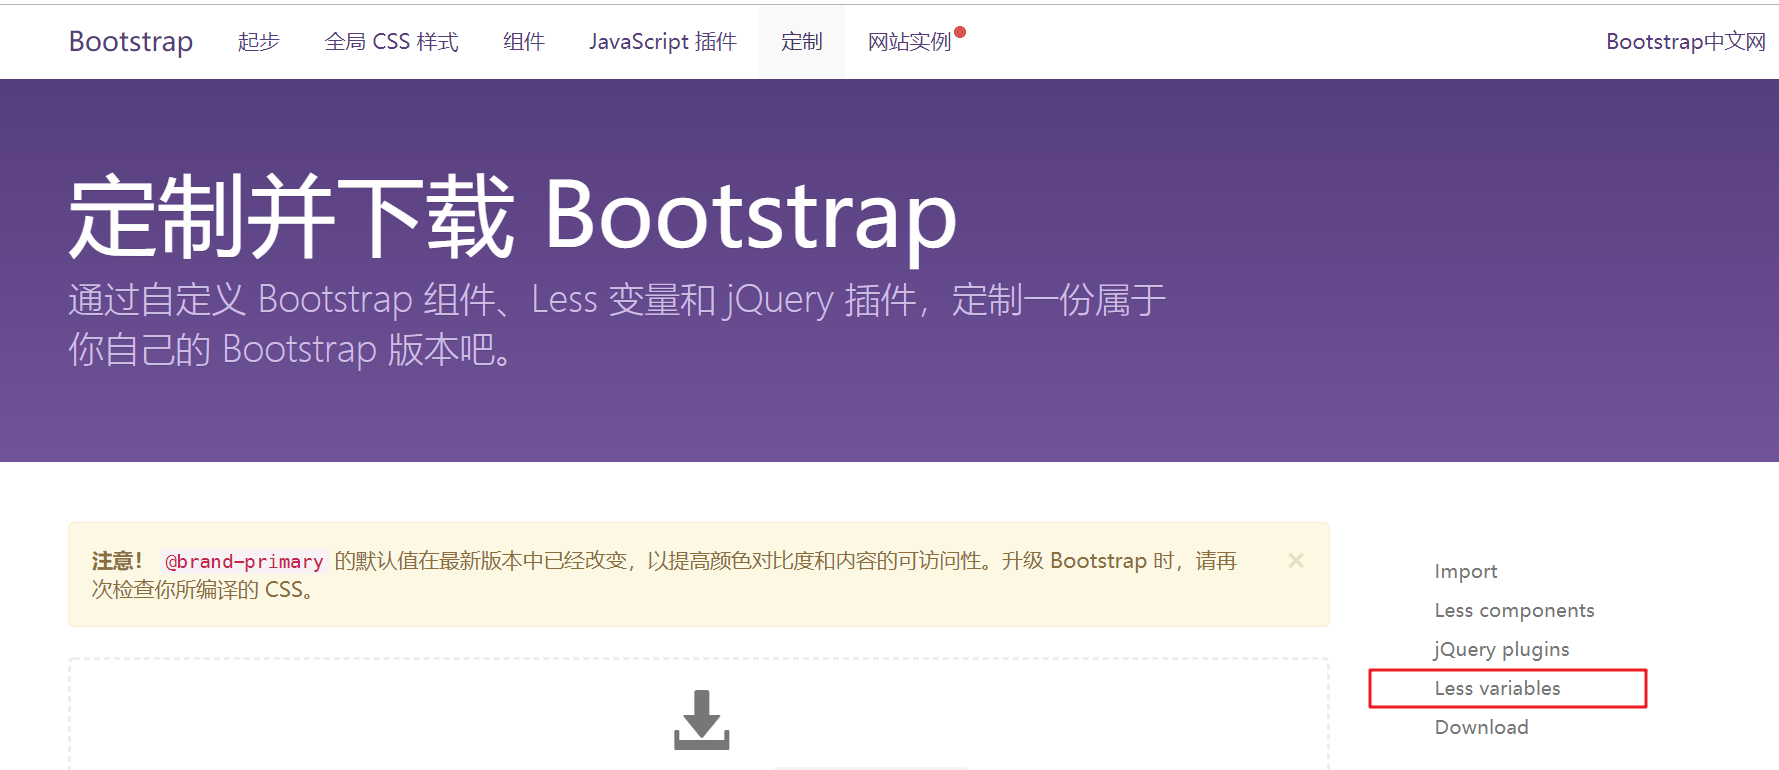 Bootstrap 起步 全局 CSS 样式 组件 JavaScript 插件 定制 网站实例 Bootstrap中文网
定制并下载 Bootstrap
通过自定义 Bootstrap 组件、Less 变量和 jQuery 插件，定制一份属于
你自己的 Bootstrap 版本吧。
注意！ @brand-primary 的默认值在最新版本中已经改变，以提高颜色对比度和内容的可访问性。升级 Bootstrap 时，请再
次检查你所编译的 CSS。
×
Import
Less components
jQuery plugins
Less variables
Download